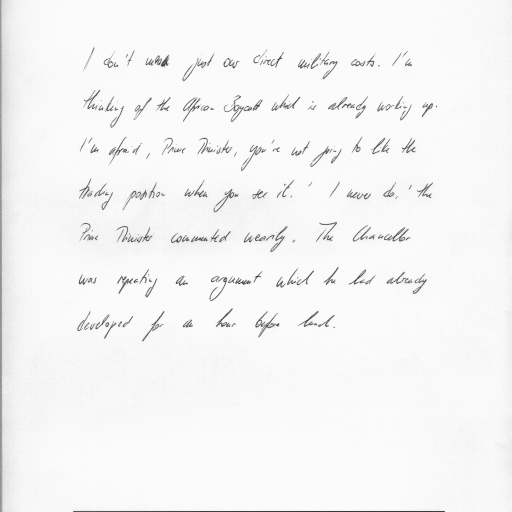 I don't mean just our direct military costs. I'm
thinking of the African Boycott which is already working up.
I'm afraid, Prime Minister, you're not going to like the
trading position when you see it.' 'I never do,' the
Prime Minister commented wearily. The Chancellor
was repeating an argument which he had already
developed for an hour before lunch.